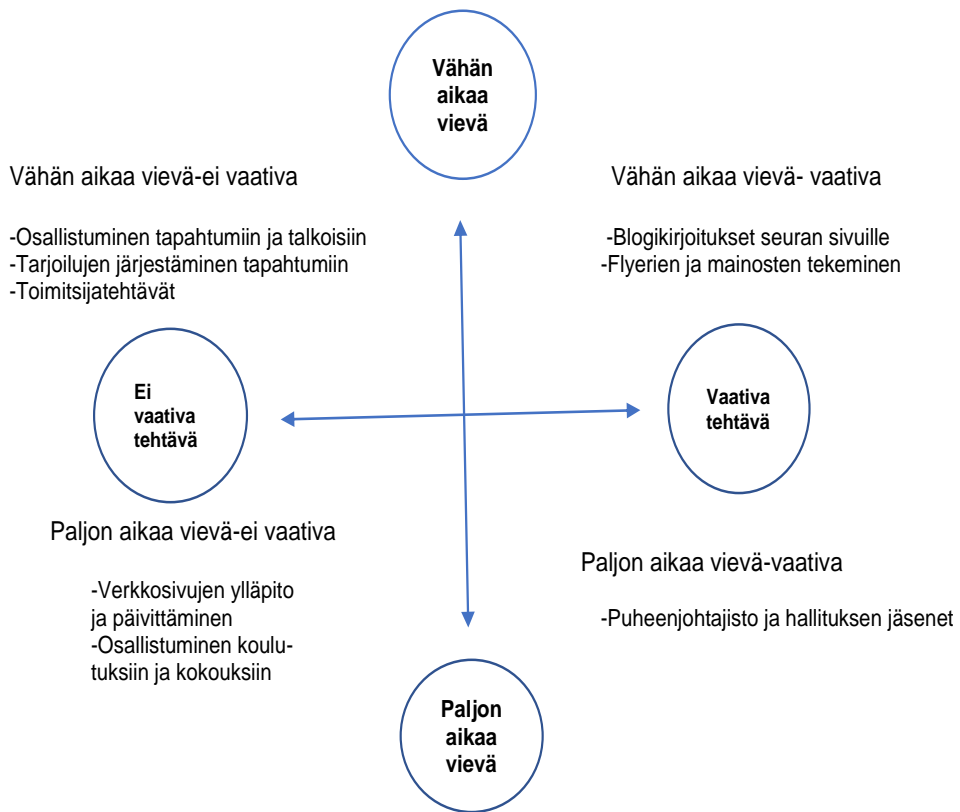 Vähän
aikaa
vievä
Vähän aikaa vievä-ei vaativa
-Osallistuminen tapahtumiin ja talkoisiin
-Tarjoilujen järjestäminen tapahtumiin
-Toimitsijatehtävät
Vähän aikaa vievä- vaativa
-Blogikirjoitukset seuran sivuille
-Flyerien ja mainosten tekeminen
Ei
vaativa
tehtävä
Vaativa
tehtävä
Paljon aikaa vievä-ei vaativa
-Verkkosivujen ylläpito
ja päivittäminen
-Osallistuminen koulu-
tuksiin ja kokouksiin
Paljon aikaa vievä-vaativa
-Puheenjohtajisto ja hallituksen jäsenet
Paljon
aikaa
vievä